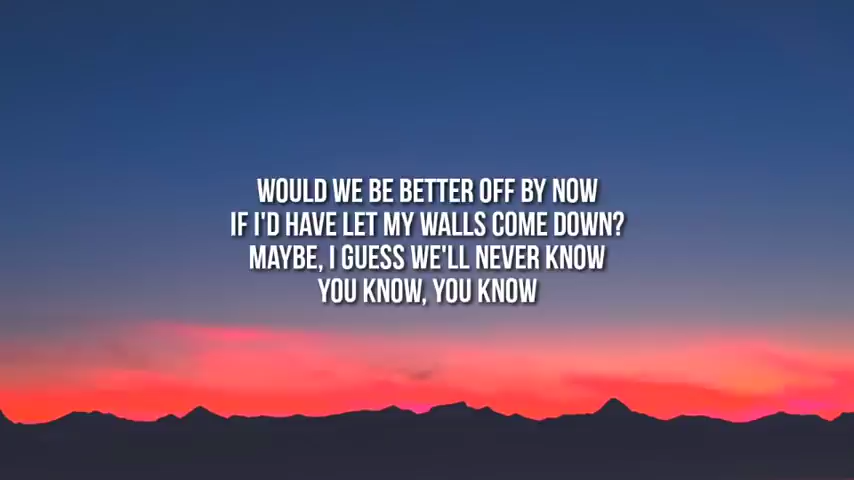 WOULD WE BE BETTER OFF BY NOW
IF I'D HAVE LET MY WALLS COME DOWN?
MAYBE, I GUESS WE'LL NEVER KNOW
YOU KNOW, YOU KNOW